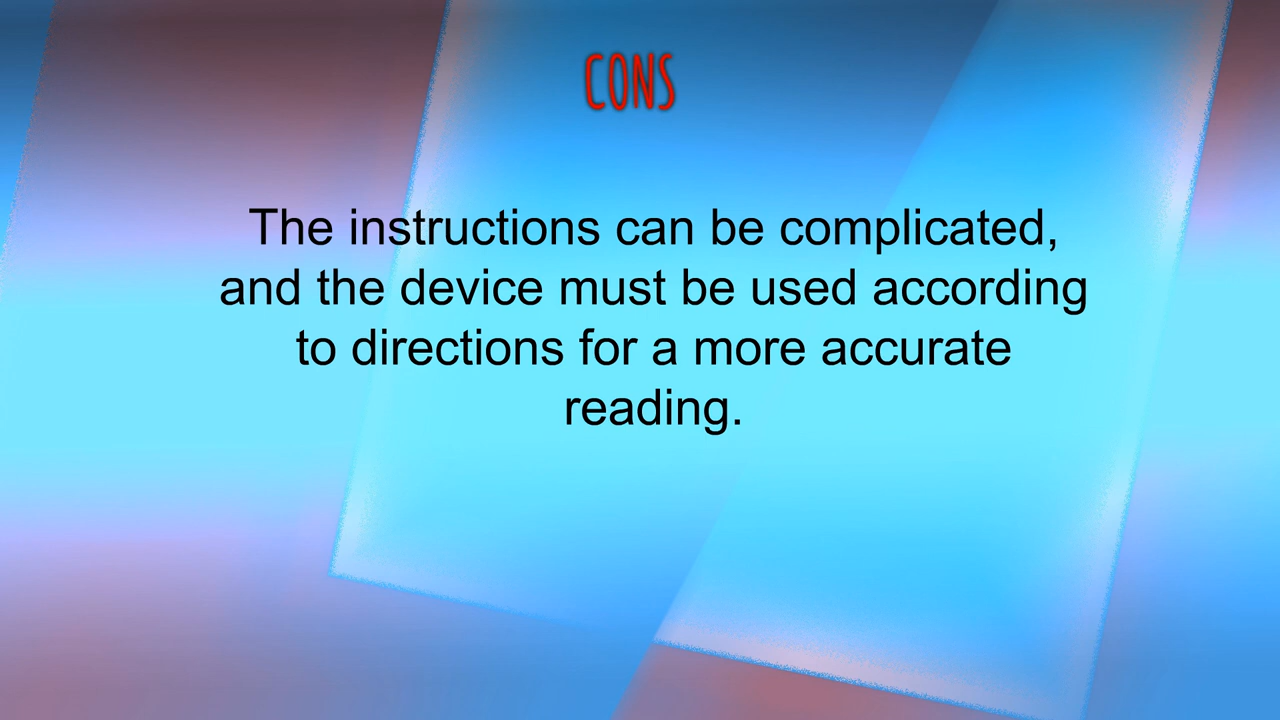 CONS
The instructions can be complicated,
and the device must be used according
to directions for a more accurate
reading.